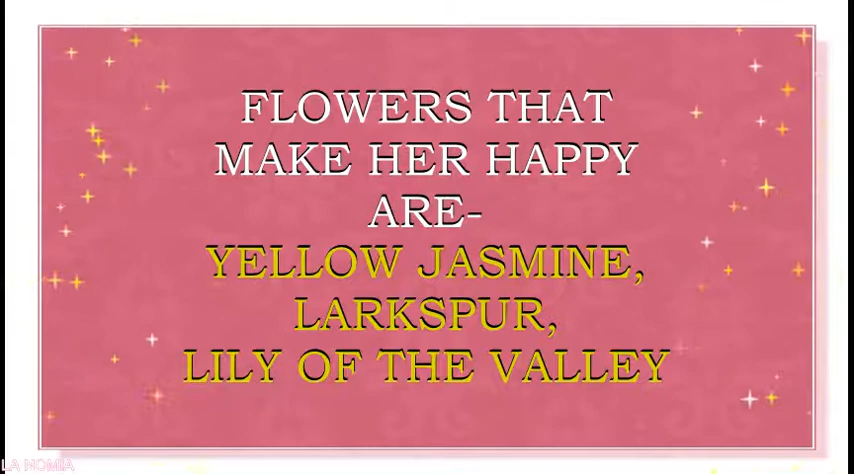 FLOWERS THAT
MAKE HER HAPPY
ARE-
YELLOW JASMINE,
LARKSPUR,
LILY OF THE VALLEY
LA NOMIA